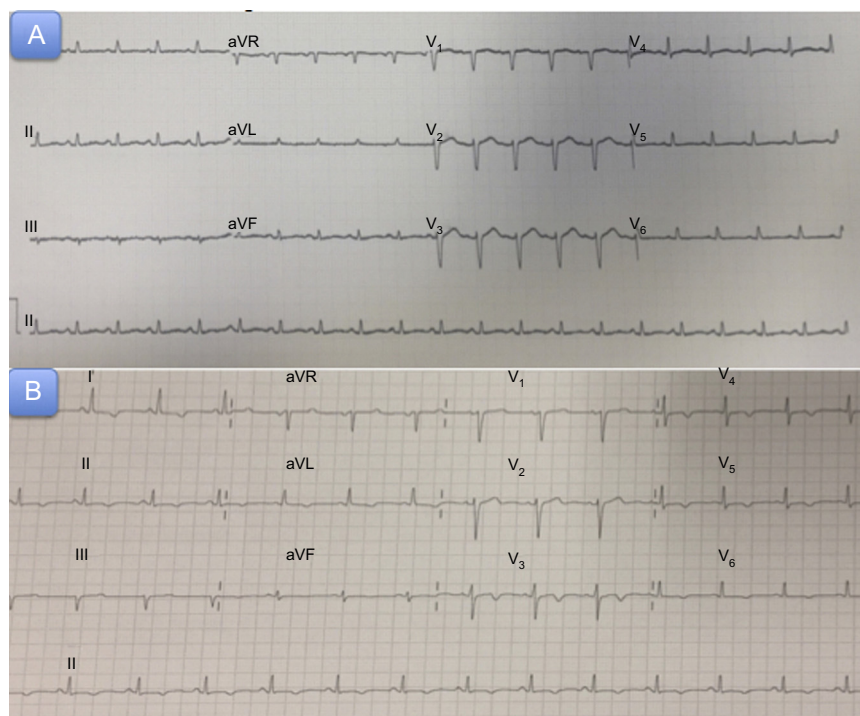 A
aVR V1 V4
II aVL V2 V5
III aVF V3 V6
II
B
I aVR V1 V4
II aVL V2 V5
III aVF V3 V6
II